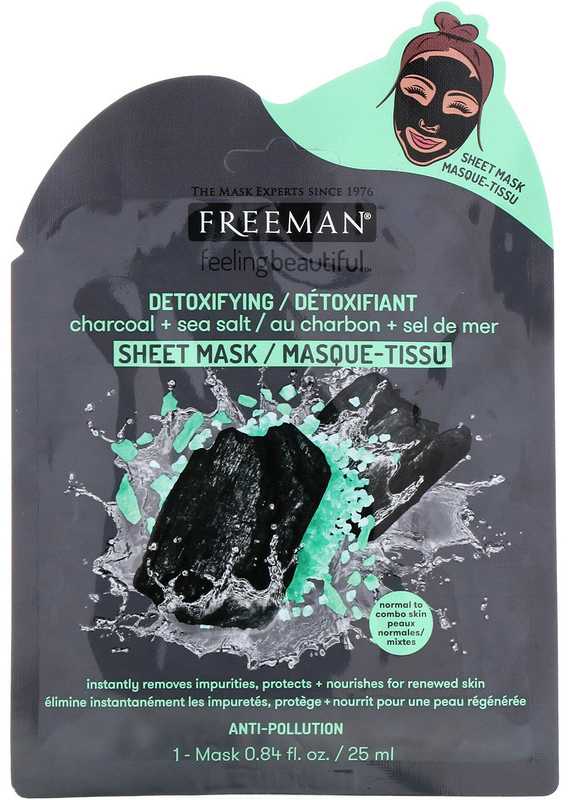 SHEET MASK
MASQUE-TISSU
THE MASK EXPERTS SINCE 1976
FREEMAN®
feelingbeautiful™
DETOXIFYING / DÉTOXIFIANT
charcoal + sea salt / au charbon + sel de mer
SHEET MASK / MASQUE-TISSU
normal to
combo skin
peaux
normales/
mixtes
instantly removes impurities, protects + nourishes for renewed skin
élimine instantanément les impuretés, protège + nourrit pour une peau régénérée
ANTI-POLLUTION
1 - Mask 0.84 fl. oz. / 25 ml